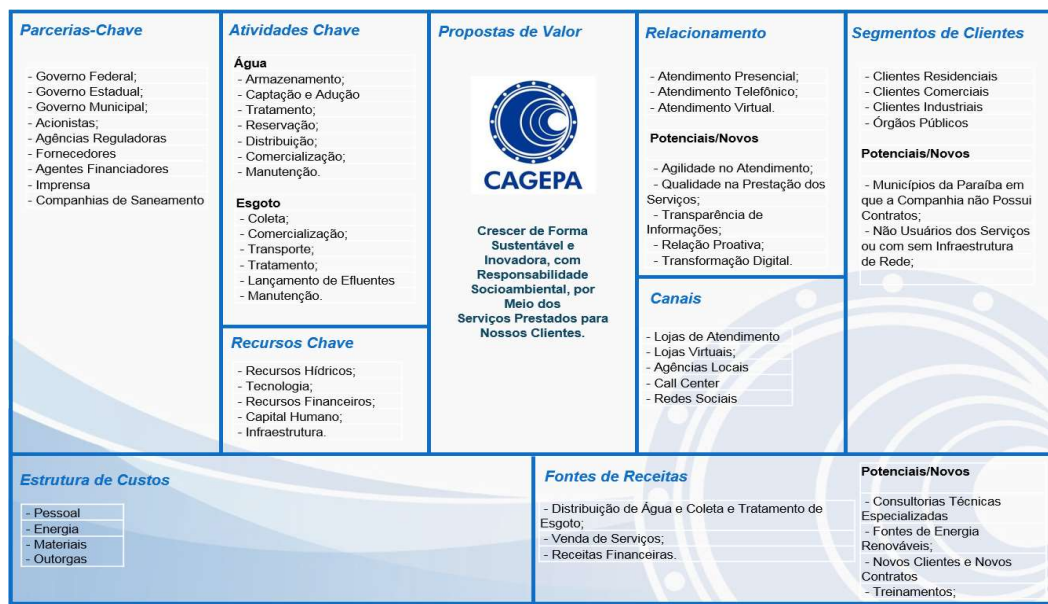 Parcerias-Chave
- Governo Federal;
- Governo Estadual;
- Governo Municipal;
- Acionistas;
- Agências Reguladoras
- Fornecedores
- Agentes Financiadores
- Imprensa
- Companhias de Saneamento
Atividades Chave
Água
- Armazenamento;
- Captação e Adução
- Tratamento;
- Reservação;
- Distribuição;
- Comercialização;
- Manutenção.
Esgoto
- Coleta;
- Comercialização;
- Transporte;
- Tratamento;
- Lançamento de Efluentes
- Manutenção.
Recursos Chave
- Recursos Hídricos;
- Tecnologia;
- Recursos Financeiros;
- Capital Humano;
- Infraestrutura.
Propostas de Valor
CAGEPA
Crescer de Forma
Sustentável e
Inovadora, com
Responsabilidade
Socioambiental, por
Meio dos
Serviços Prestados para
Nossos Clientes.
Relacionamento
- Atendimento Presencial;
- Atendimento Telefônico;
- Atendimento Virtual.
Potenciais/Novos
- Agilidade no Atendimento;
- Qualidade na Prestação dos
Serviços;
- Transparência de
Informações;
- Relação Proativa;
- Transformação Digital.
Canais
- Lojas de Atendimento
- Lojas Virtuais;
- Agências Locais
- Call Center
- Redes Sociais
Segmentos de Clientes
- Clientes Residenciais
- Clientes Comerciais
- Clientes Industriais
- Órgãos Públicos
Potenciais/Novos
- Municípios da Paraíba em
que a Companhia não Possui
Contratos;
- Não Usuários dos Serviços
ou com sem Infraestrutura
de Rede;
Estrutura de Custos
- Pessoal
- Energia
- Materiais
- Outorgas
Fontes de Receitas
- Distribuição de Água e Coleta e Tratamento de
Esgoto;
- Venda de Serviços;
- Receitas Financeiras.
Potenciais/Novos
- Consultorias Técnicas
Especializadas
- Fontes de Energia
Renováveis;
- Novos Clientes e Novos
Contratos
- Treinamentos;